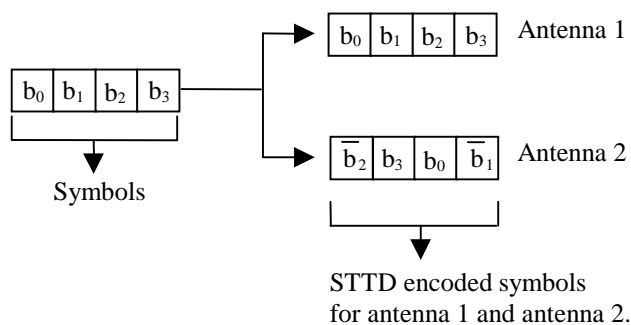 b₀ b₁ b₂ b₃ Antenna 1
b₀ b₁ b₂ b₃
b̅₂ b₃ b₀ b̅₁ Antenna 2
Symbols
STTD encoded symbols
for antenna 1 and antenna 2.